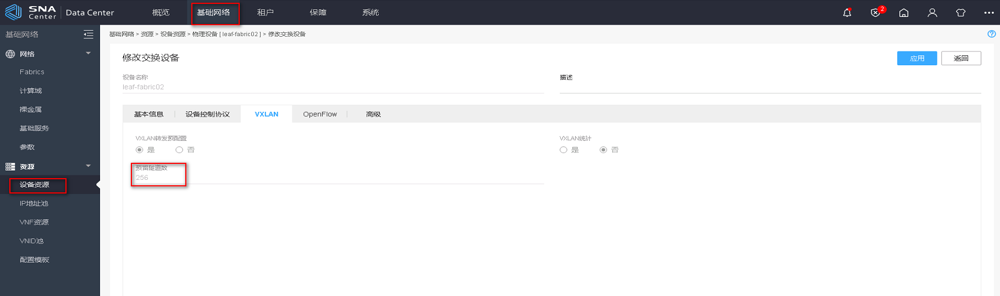 SNA Center | Data Center
概览
基础网络
租户
保障
系统
2
基础网络
网络
Fabrics
计算域
裸金属
基础服务
参数
资源
设备资源
IP地址池
VNF资源
VNID池
配置模板
基础网络 > 资源 > 设备资源 > 物理设备 [ leaf-fabric02 ] > 修改交换设备
修改交换设备
应用
返回
设备名称
leaf-fabric02
描述
基本信息
设备控制协议
VXLAN
OpenFlow
高级
VXLAN转发预配置
是
否
VXLAN统计
是
否
预留隧道数
256